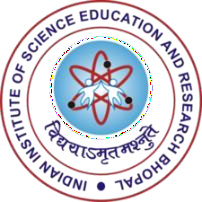 INDIAN INSTITUTE OF SCIENCE EDUCATION AND RESEARCH BHOPAL
विद्ययाऽमृतमश्नुते